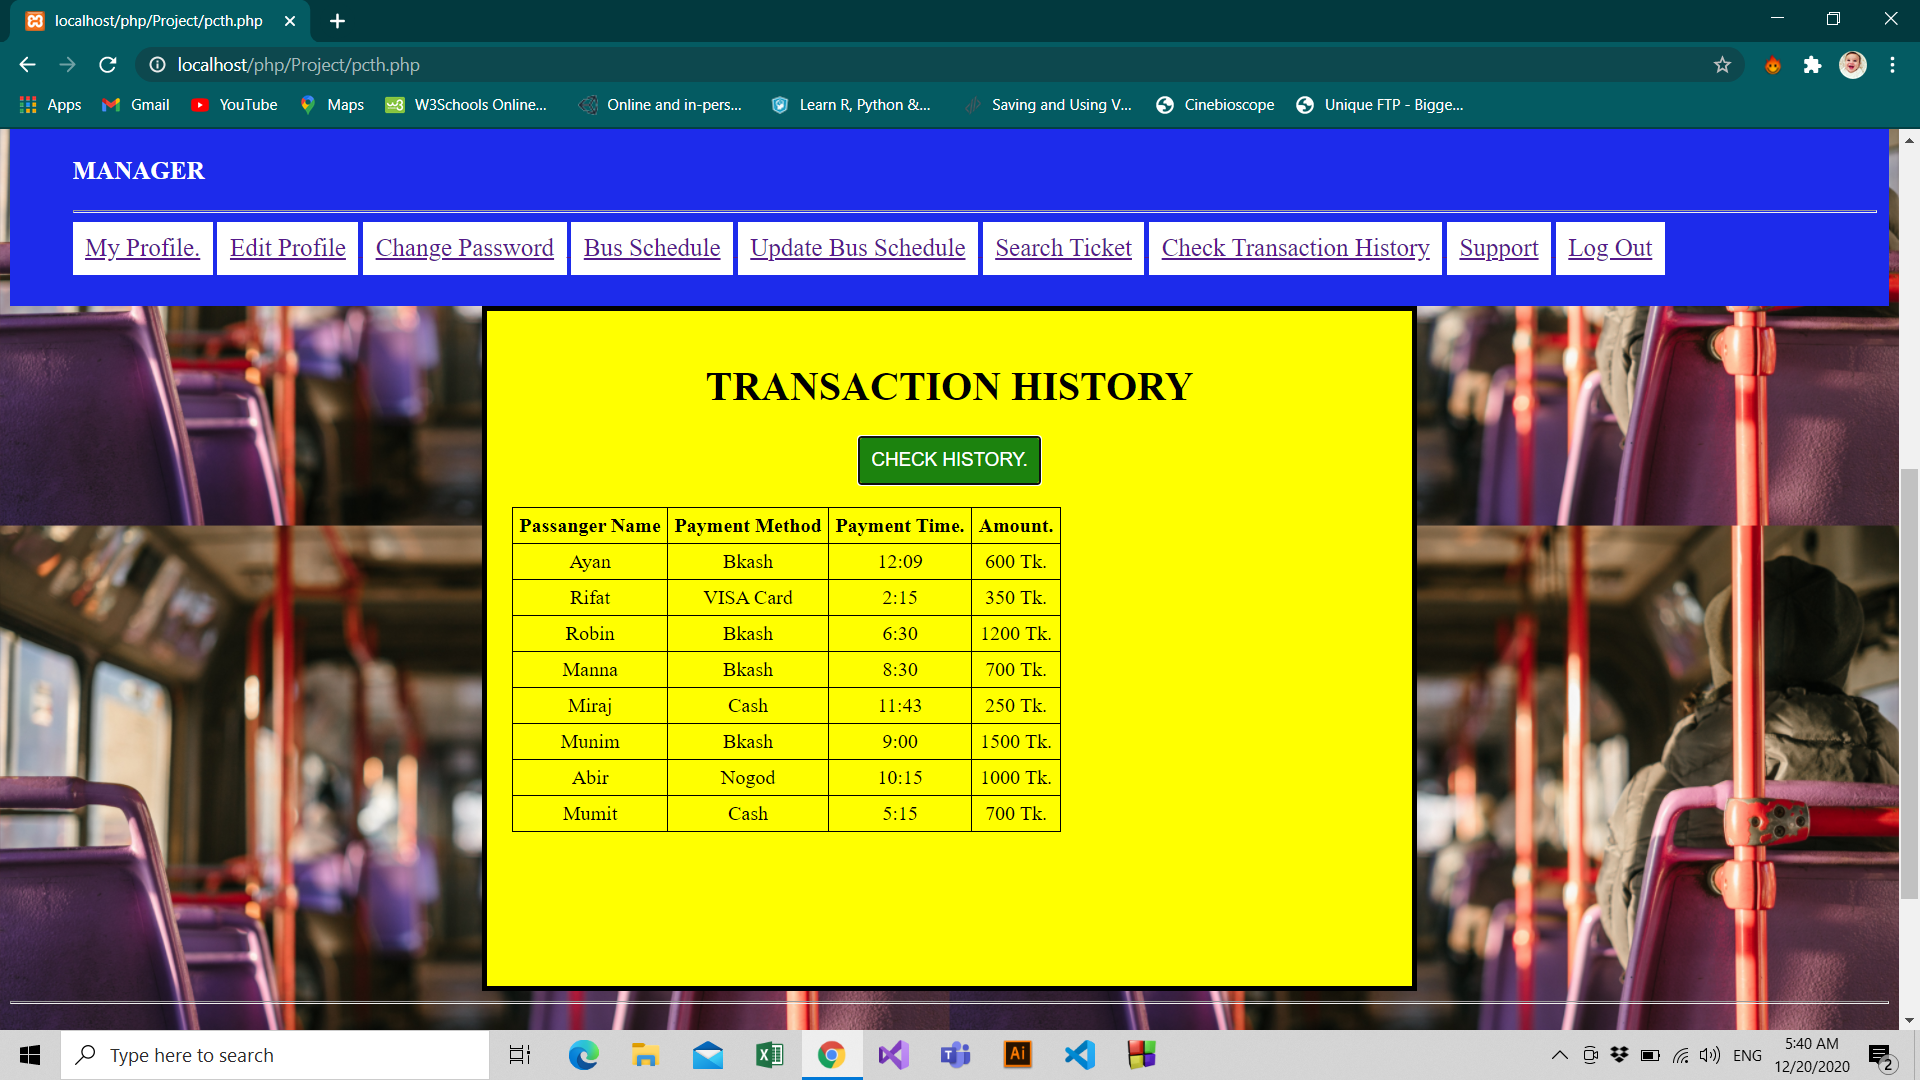 localhost/php/Project/pcth.php
localhost/php/Project/pcth.php
Apps Gmail YouTube Maps W3Schools Online... Online and in-pers... Learn R, Python &... Saving and Using V... Cinebioscope Unique FTP - Bigge...
MANAGER
My Profile. Edit Profile Change Password Bus Schedule Update Bus Schedule Search Ticket Check Transaction History Support Log Out
TRANSACTION HISTORY
CHECK HISTORY.
Passanger Name Payment Method Payment Time. Amount.
Ayan Bkash 12:09 600 Tk.
Rifat VISA Card 2:15 350 Tk.
Robin Bkash 6:30 1200 Tk.
Manna Bkash 8:30 700 Tk.
Miraj Cash 11:43 250 Tk.
Munim Bkash 9:00 1500 Tk.
Abir Nogod 10:15 1000 Tk.
Mumit Cash 5:15 700 Tk.
Type here to search
Ai
ENG
5:40 AM
12/20/2020
2